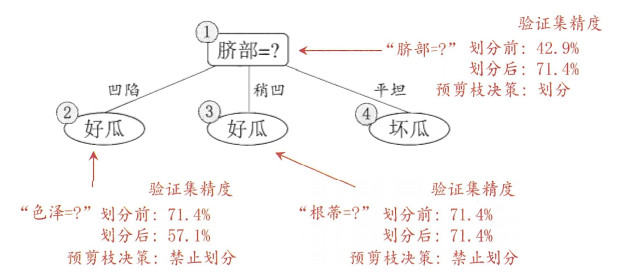 验证集精度
① 脐部=?
“脐部=?” 划分前: 42.9%
划分后: 71.4%
预剪枝决策: 划分
凹陷 稍凹 平坦
② 好瓜 ③ 好瓜 ④ 坏瓜
验证集精度
“色泽=?” 划分前: 71.4%
划分后: 57.1%
预剪枝决策: 禁止划分
验证集精度
“根蒂=?” 划分前: 71.4%
划分后: 71.4%
预剪枝决策: 禁止划分